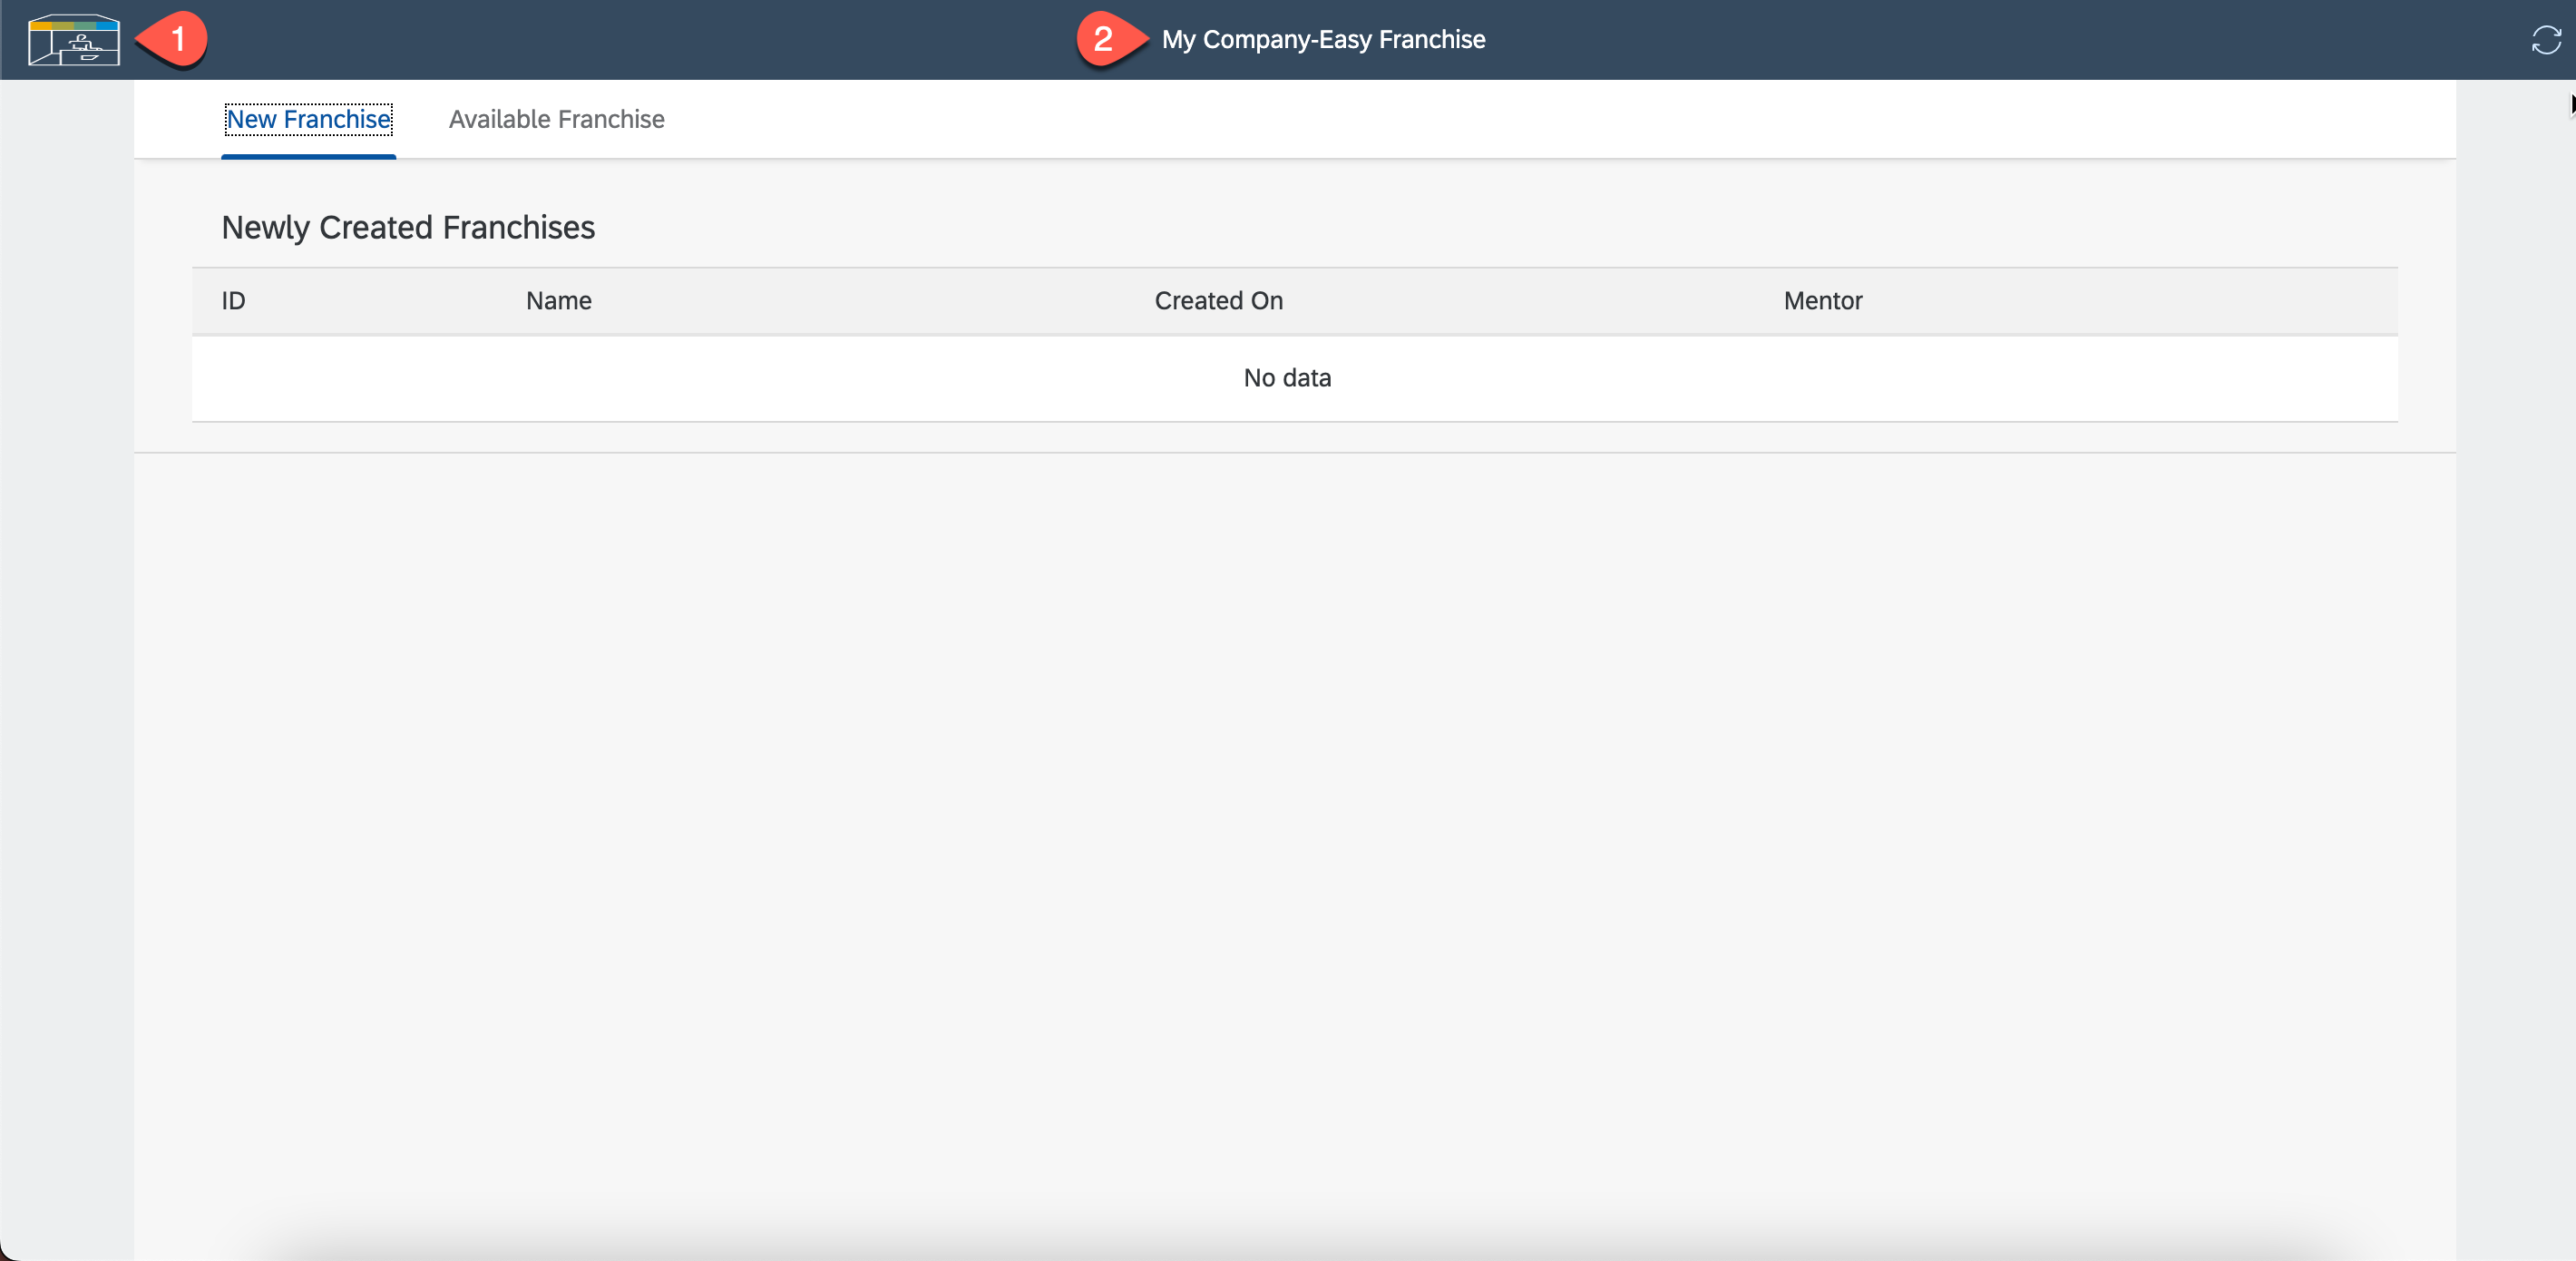 1
2 My Company-Easy Franchise
New Franchise Available Franchise
Newly Created Franchises
ID Name Created On Mentor
No data